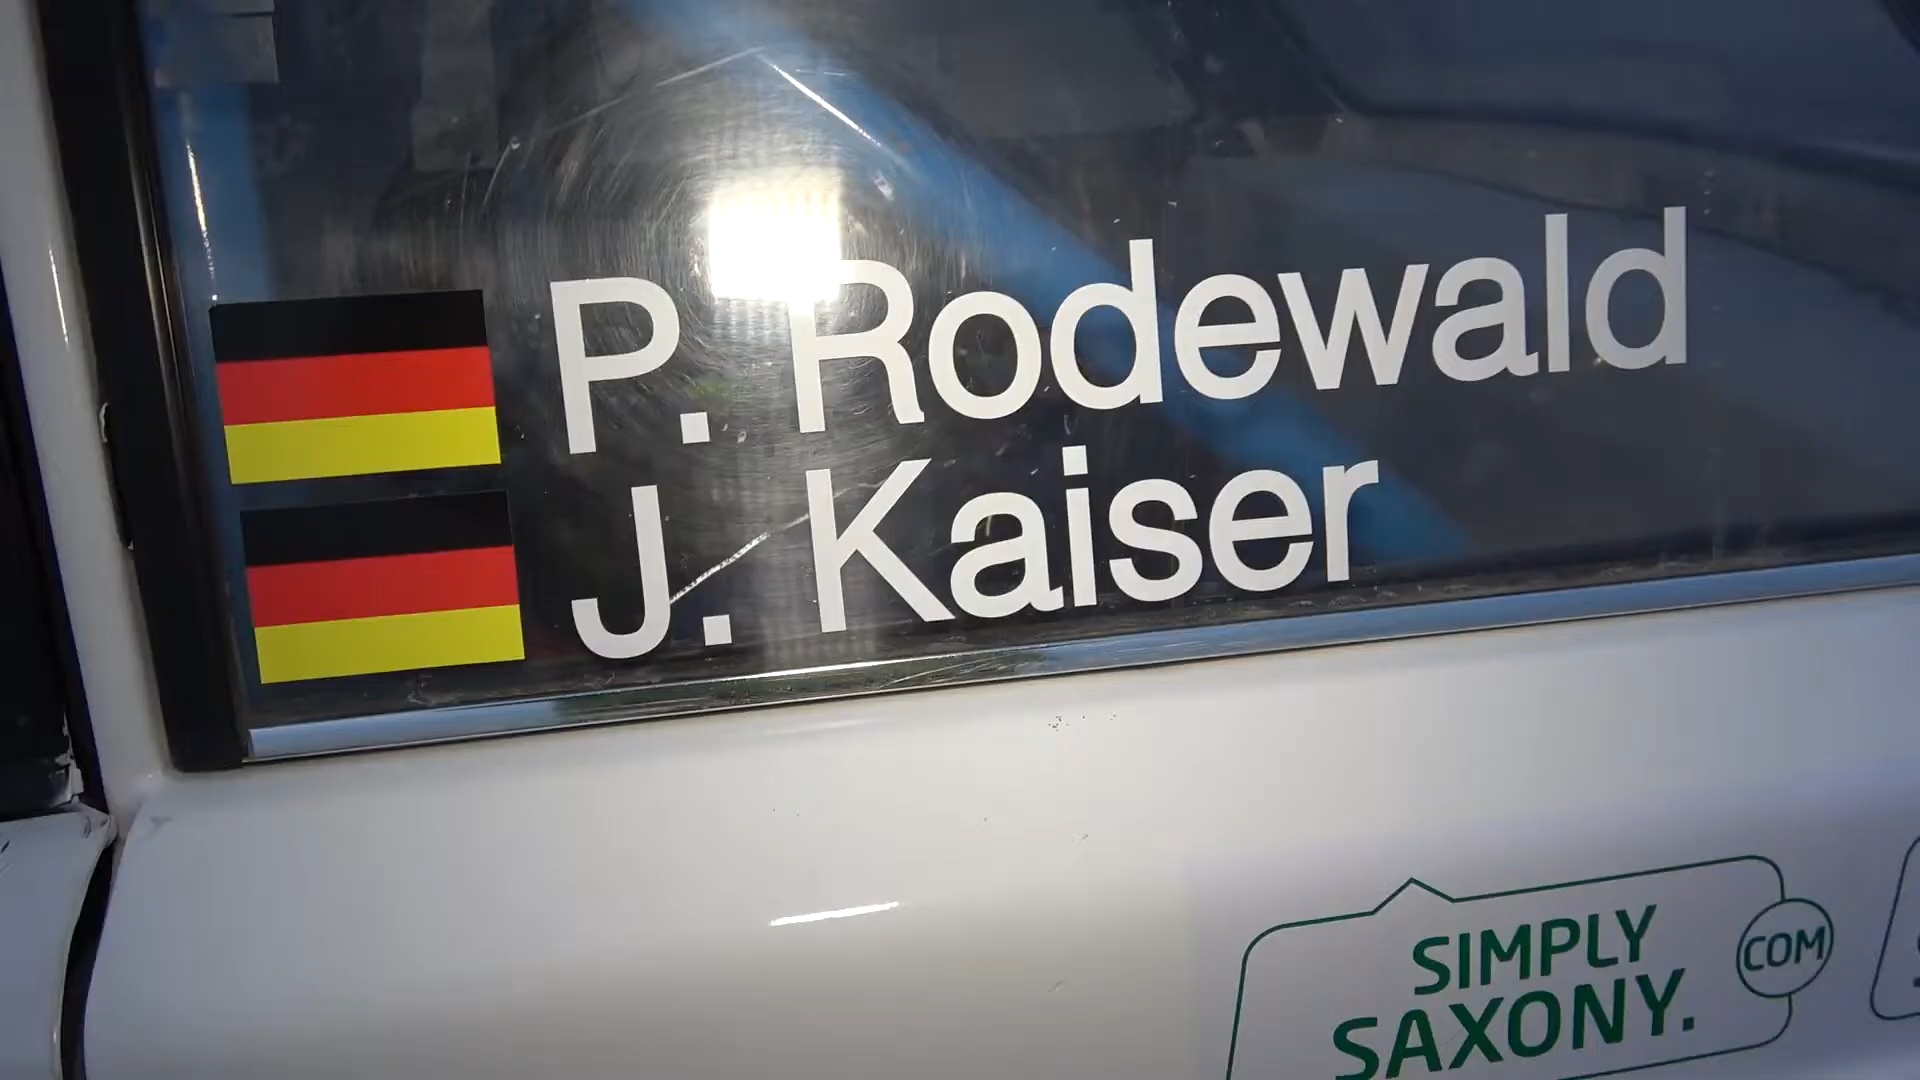 P. Rodewald
J. Kaiser
SIMPLY
SAXONY.
COM